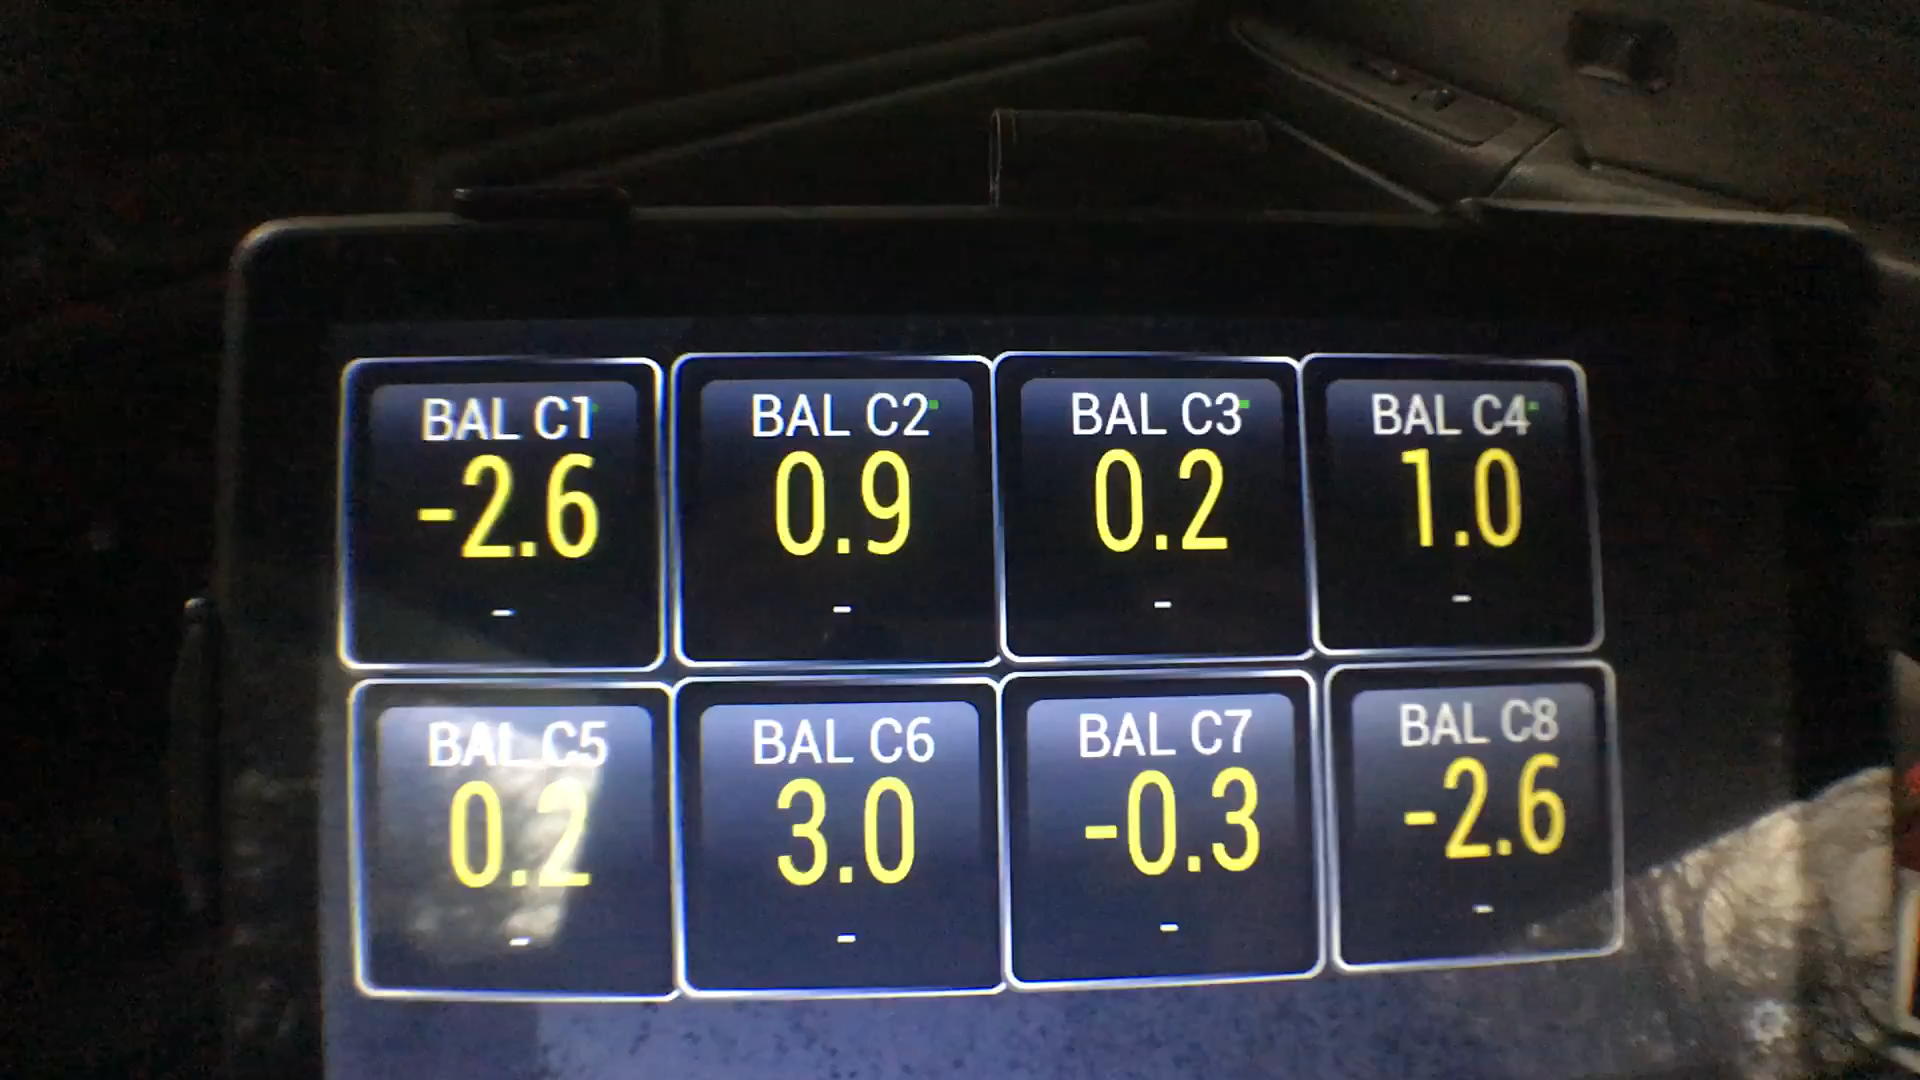 BAL C1 BAL C2 BAL C3 BAL C4
-2.6 0.9 0.2 1.0
- - - -
BAL C5 BAL C6 BAL C7 BAL C8
0.2 3.0 -0.3 -2.6
- - - -